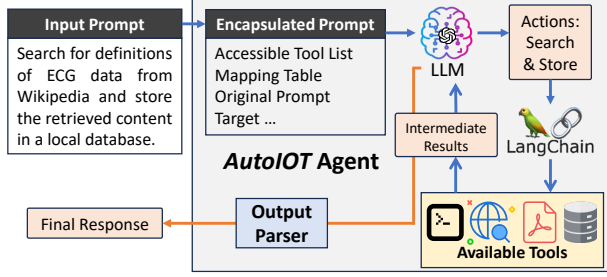 Input Prompt
Search for definitions
of ECG data from
Wikipedia and store
the retrieved content
in a local database.
Encapsulated Prompt
Accessible Tool List
Mapping Table
Original Prompt
Target ...
LLM
Actions:
Search
& Store
Intermediate
Results
LangChain
AutoIOT Agent
Final Response
Output
Parser
Available Tools